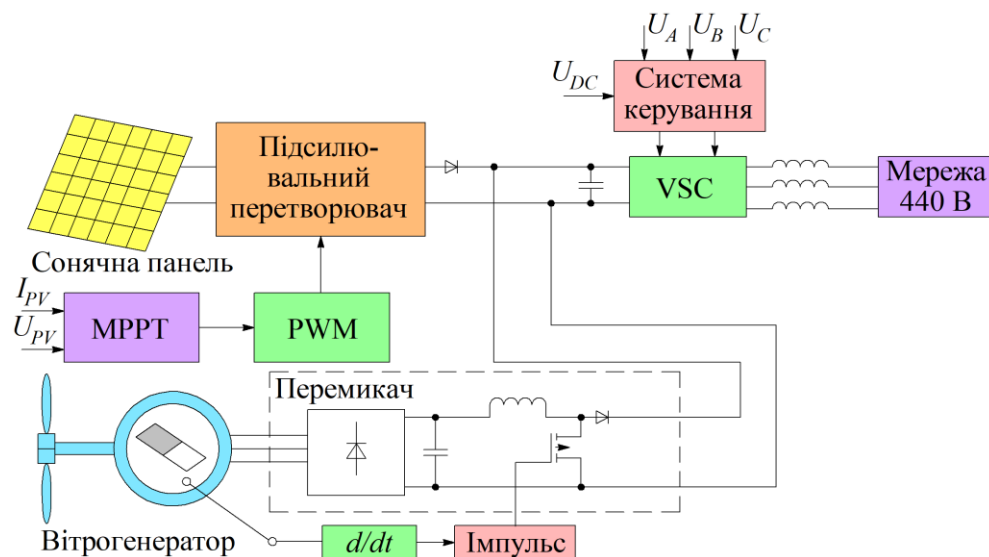 U_A U_B U_C
U_DC
Система
керування
Підсилю-
вальний
перетворювач
VSC
Мережа
440 В
Сонячна панель
I_PV
U_PV
MPPT
PWM
Перемикач
Вітрогенератор
d/dt
Імпульс